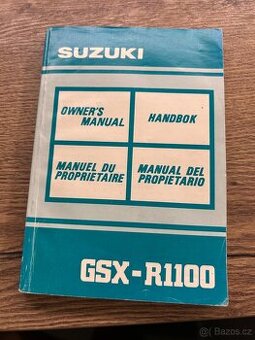 SUZUKI
OWNER'S
MANUAL
HANDBOK
MANUEL DU
PROPRIETAIRE
MANUAL DEL
PROPIETARIO
GSX-R1100
Bazos.cz